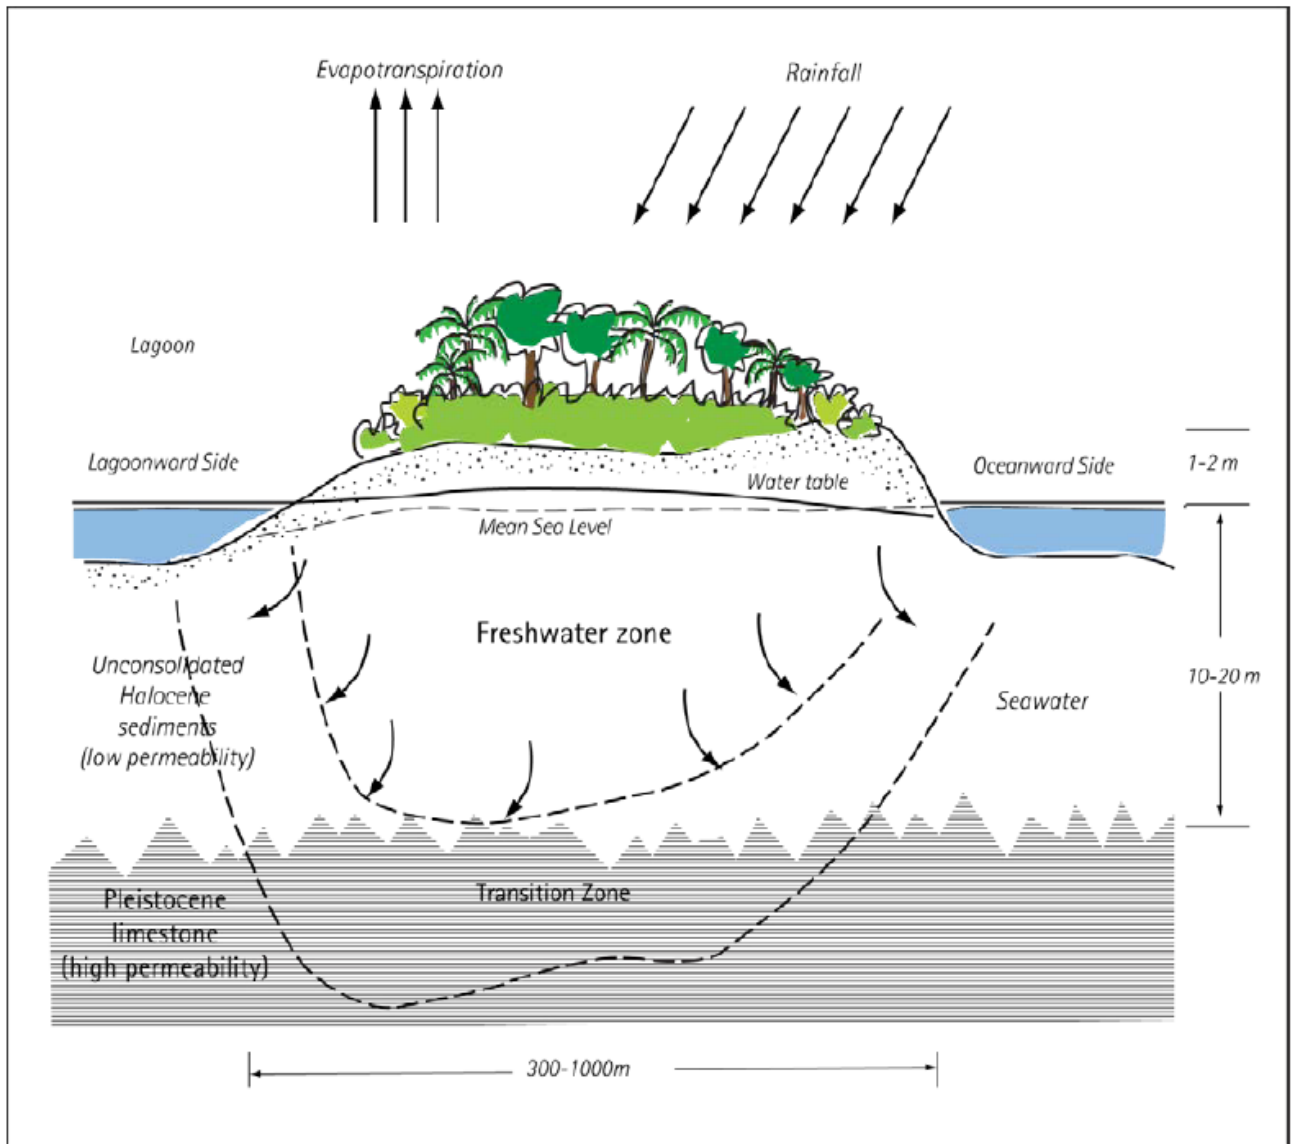 Evapotranspiration
Rainfall
Lagoon
Lagoonward Side
Oceanward Side
1-2 m
Water table
Mean Sea Level
Freshwater zone
Unconsolidated
Halocene
sediments
(low permeability)
Seawater
10-20 m
Transition Zone
Pleistocene
limestone
(high permeability)
300-1000m